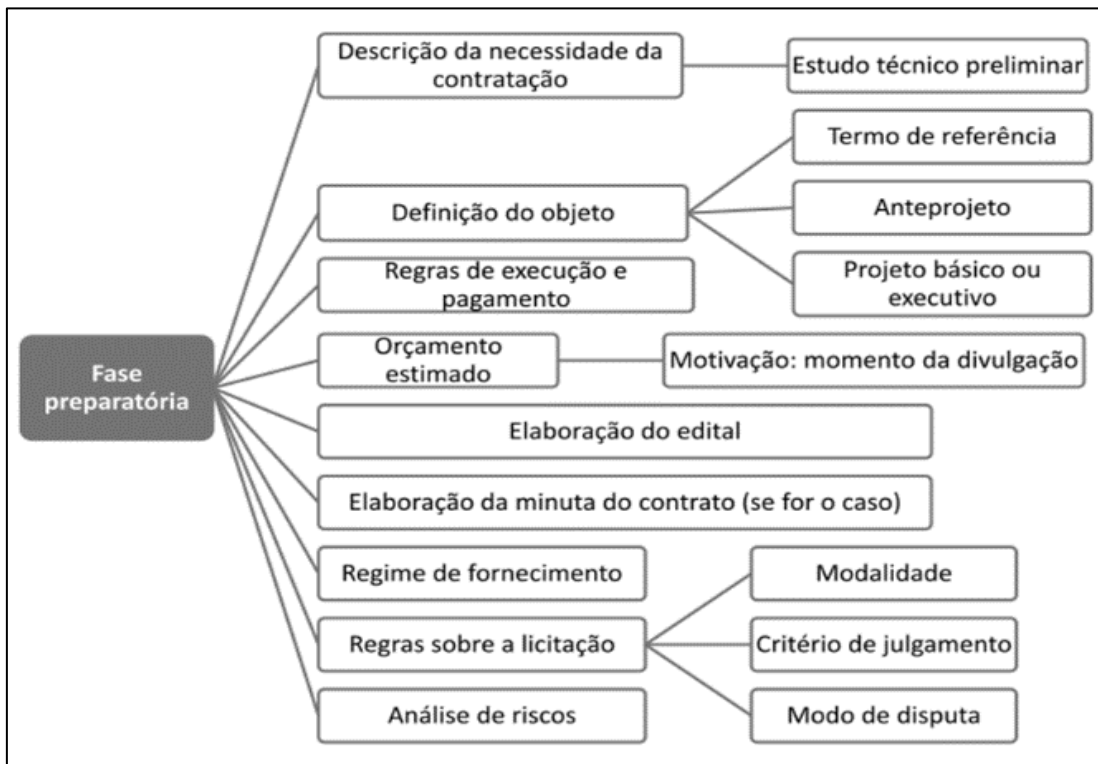 Descrição da necessidade da
contratação
Estudo técnico preliminar
Termo de referência
Definição do objeto
Anteprojeto
Regras de execução e
pagamento
Projeto básico ou
executivo
Fase
preparatória
Orçamento
estimado
Motivação: momento da divulgação
Elaboração do edital
Elaboração da minuta do contrato (se for o caso)
Regime de fornecimento
Modalidade
Regras sobre a licitação
Critério de julgamento
Análise de riscos
Modo de disputa